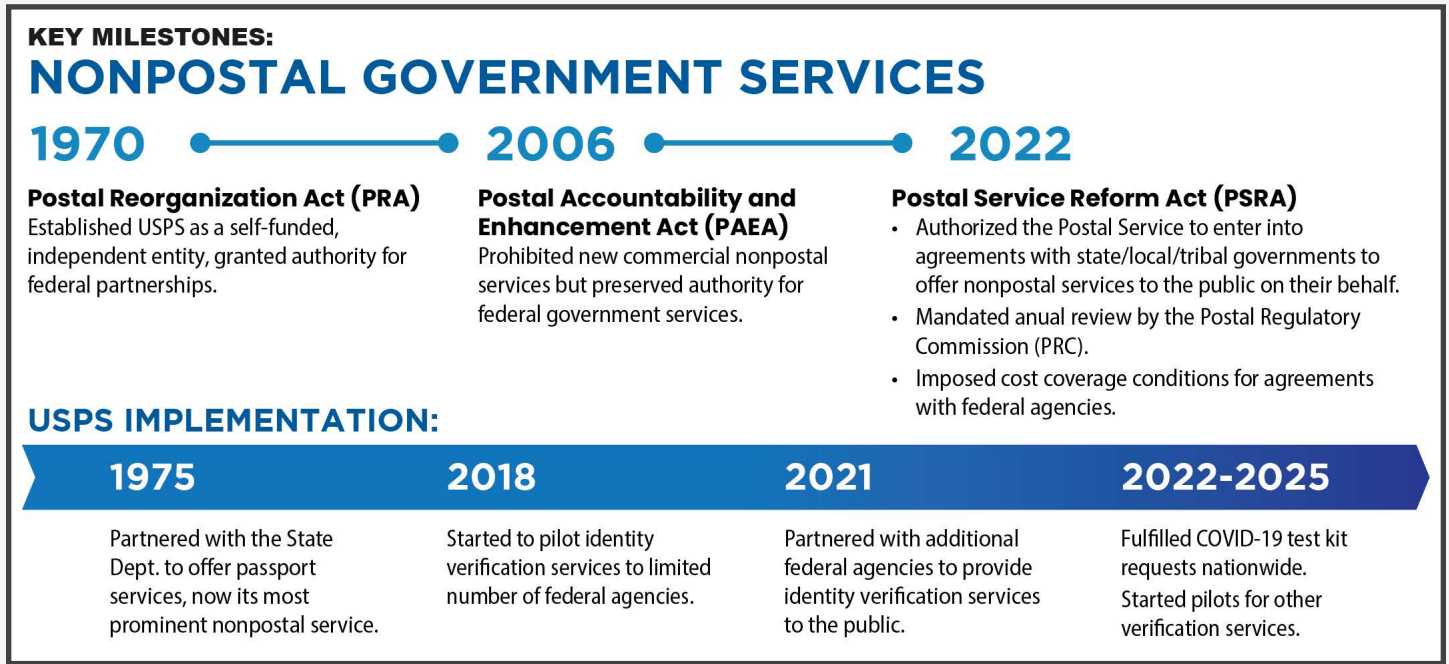 KEY MILESTONES:
NONPOSTAL GOVERNMENT SERVICES
1970
Postal Reorganization Act (PRA)
Established USPS as a self-funded,
independent entity, granted authority for
federal partnerships.
2006
Postal Accountability and
Enhancement Act (PAEA)
Prohibited new commercial nonpostal
services but preserved authority for
federal government services.
2022
Postal Service Reform Act (PSRA)
• Authorized the Postal Service to enter into
agreements with state/local/tribal governments to
offer nonpostal services to the public on their behalf.
• Mandated anual review by the Postal Regulatory
Commission (PRC).
• Imposed cost coverage conditions for agreements
with federal agencies.
USPS IMPLEMENTATION:
1975
Partnered with the State
Dept. to offer passport
services, now its most
prominent nonpostal service.
2018
Started to pilot identity
verification services to limited
number of federal agencies.
2021
Partnered with additional
federal agencies to provide
identity verification services
to the public.
2022-2025
Fulfilled COVID-19 test kit
requests nationwide.
Started pilots for other
verification services.